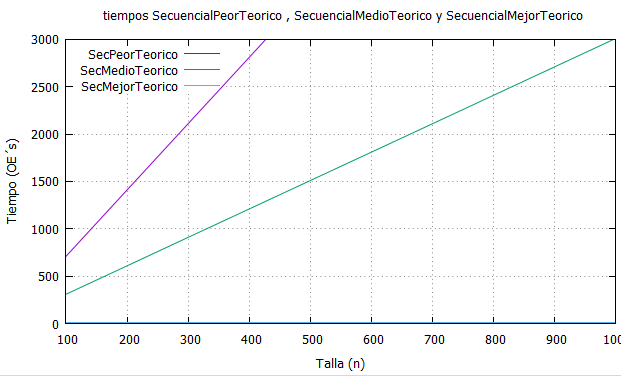 tiempos SecuencialPeorTeorico , SecuencialMedioTeorico y SecuencialMejorTeorico
3000
2500
2000
1500
1000
500
0
SecPeorTeorico
SecMedioTeorico
SecMejorTeorico
Tiempo (OE´s)
100 200 300 400 500 600 700 800 900 100
Talla (n)